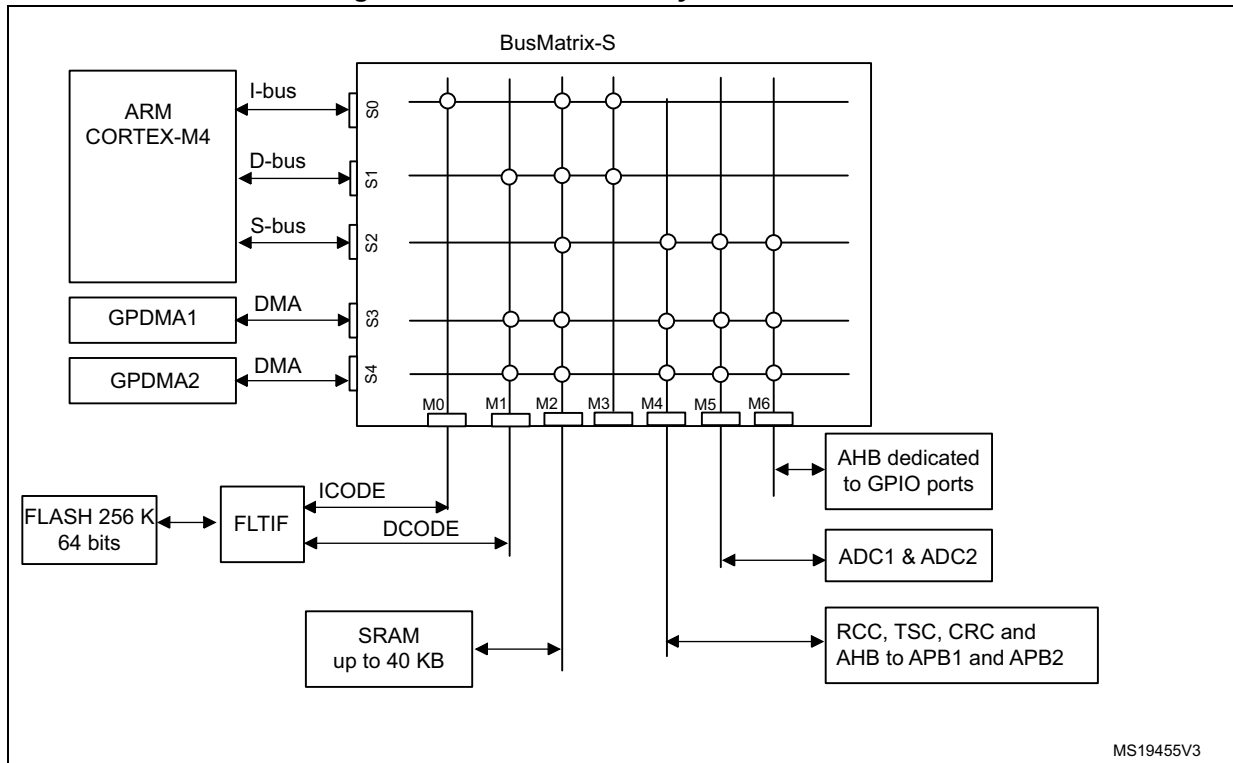 BusMatrix-S
ARM
CORTEX-M4
I-bus
S0
D-bus
S1
S-bus
S2
GPDMA1
DMA
S3
GPDMA2
DMA
S4
M0 M1 M2 M3 M4 M5 M6
AHB dedicated
to GPIO ports
ICODE
FLASH 256 K
64 bits
FLTIF
DCODE
ADC1 & ADC2
SRAM
up to 40 KB
RCC, TSC, CRC and
AHB to APB1 and APB2
MS19455V3